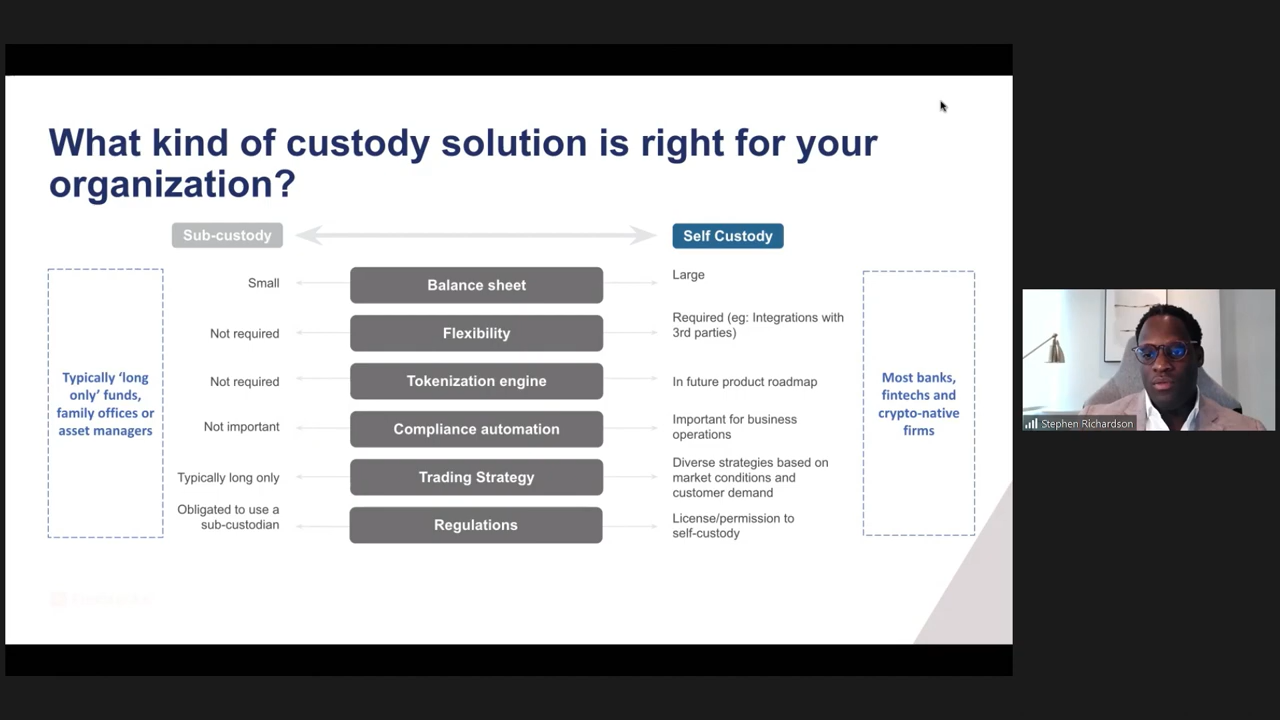 What kind of custody solution is right for your
organization?
Sub-custody
Self Custody
Small
Balance sheet
Large
Not required
Flexibility
Required (eg: Integrations with
3rd parties)
Not required
Tokenization engine
In future product roadmap
Not important
Compliance automation
Important for business
operations
Typically long only
Trading Strategy
Diverse strategies based on
market conditions and
customer demand
Obligated to use a
sub-custodian
Regulations
License/permission to
self-custody
Typically ‘long
only’ funds,
family offices or
asset managers
Most banks,
fintechs and
crypto-native
firms
Stephen Richardson